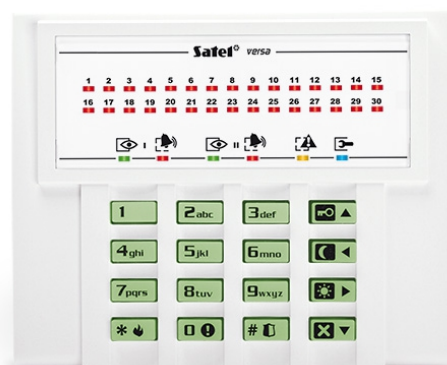 Satel® versa
1 2 3 4 5 6 7 8 9 10 11 12 13 14 15
16 17 18 19 20 21 22 23 24 25 26 27 28 29 30
I II
1 2abc 3def
4ghi 5jkl 6mno
7pqrs 8tuv 9wxyz
* 0 #